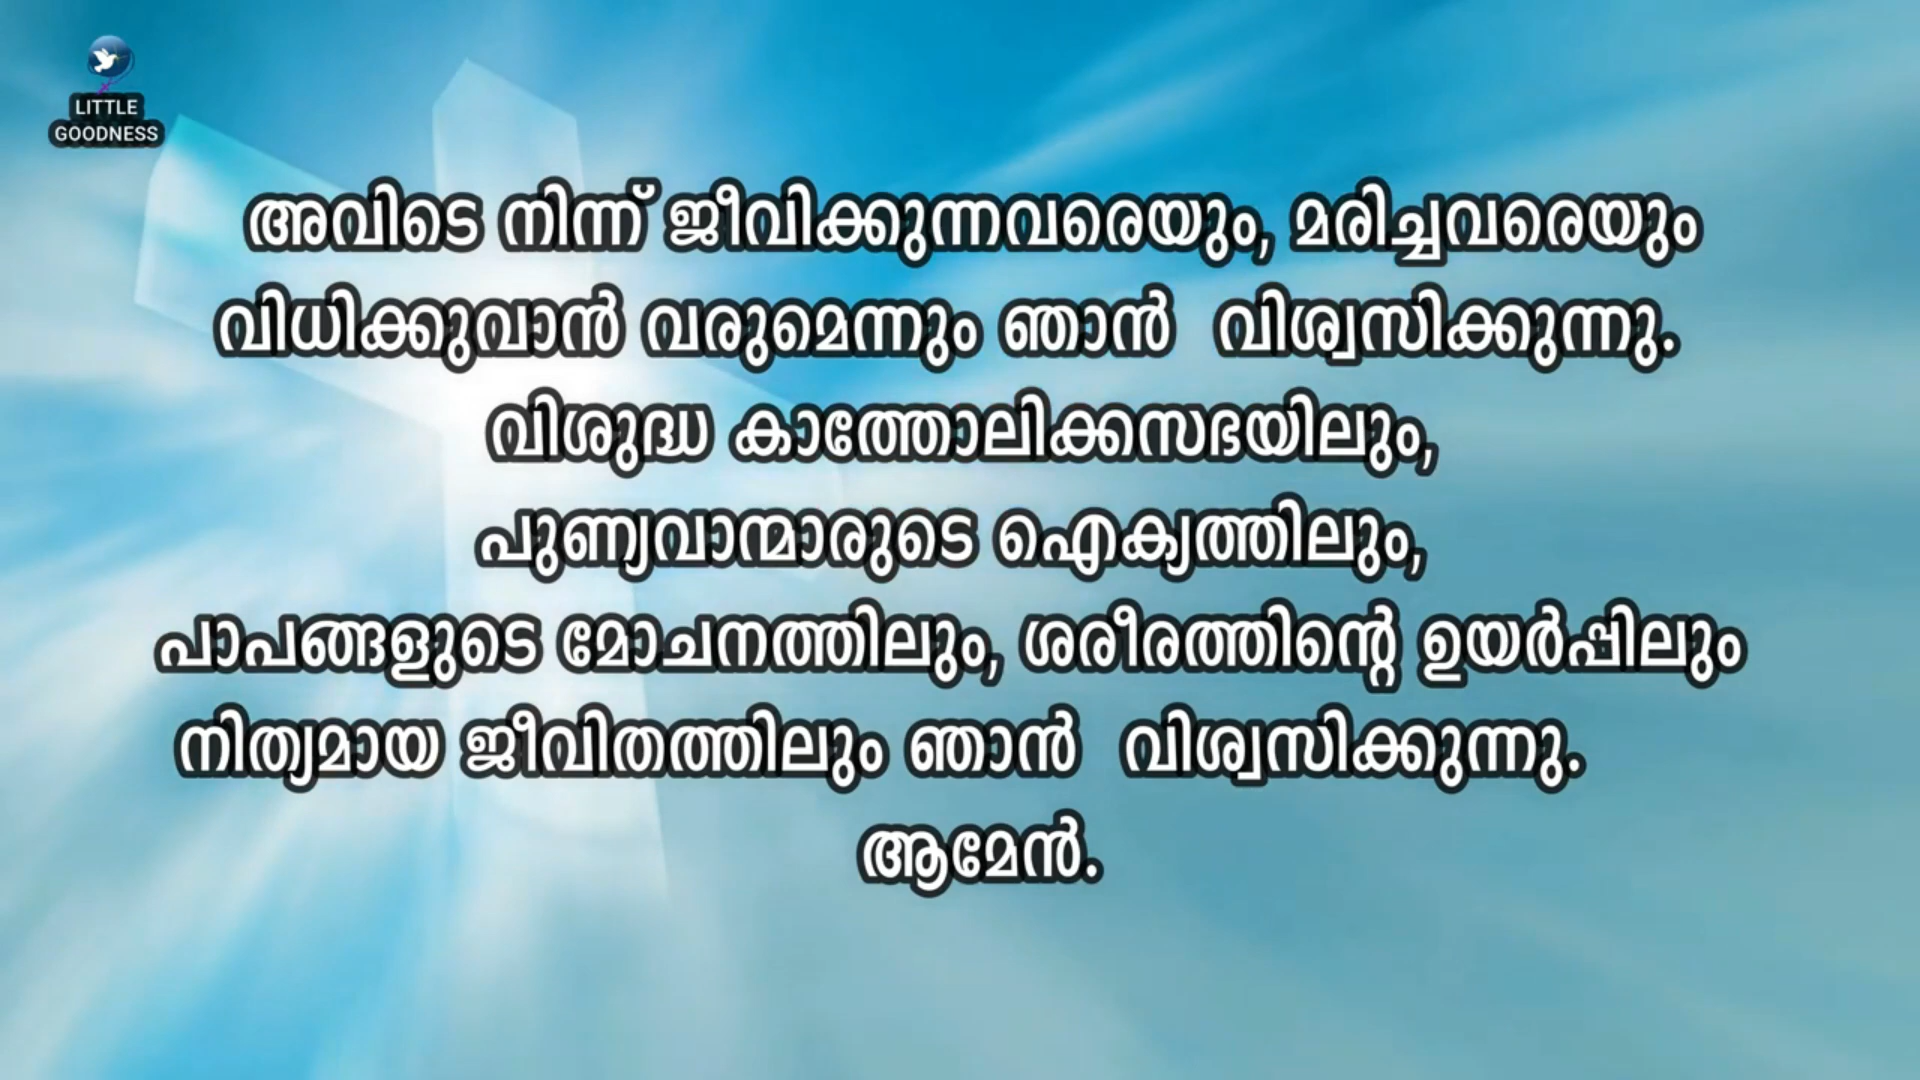 LITTLE
GOODNESS
അവിടെ നിന്ന് ജീവിക്കുന്നവരെയും, മരിച്ചവരെയും
വിധിക്കുവാൻ വരുമെന്നും ഞാൻ വിശ്വസിക്കുന്നു.
വിശുദ്ധ കാത്തോലിക്കസഭയിലും,
പുണ്യവാന്മാരുടെ ഐക്യത്തിലും,
പാപങ്ങളുടെ മോചനത്തിലും, ശരീരത്തിന്റെ ഉയർപ്പിലും
നിത്യമായ ജീവിതത്തിലും ഞാൻ വിശ്വസിക്കുന്നു.
ആമേൻ.